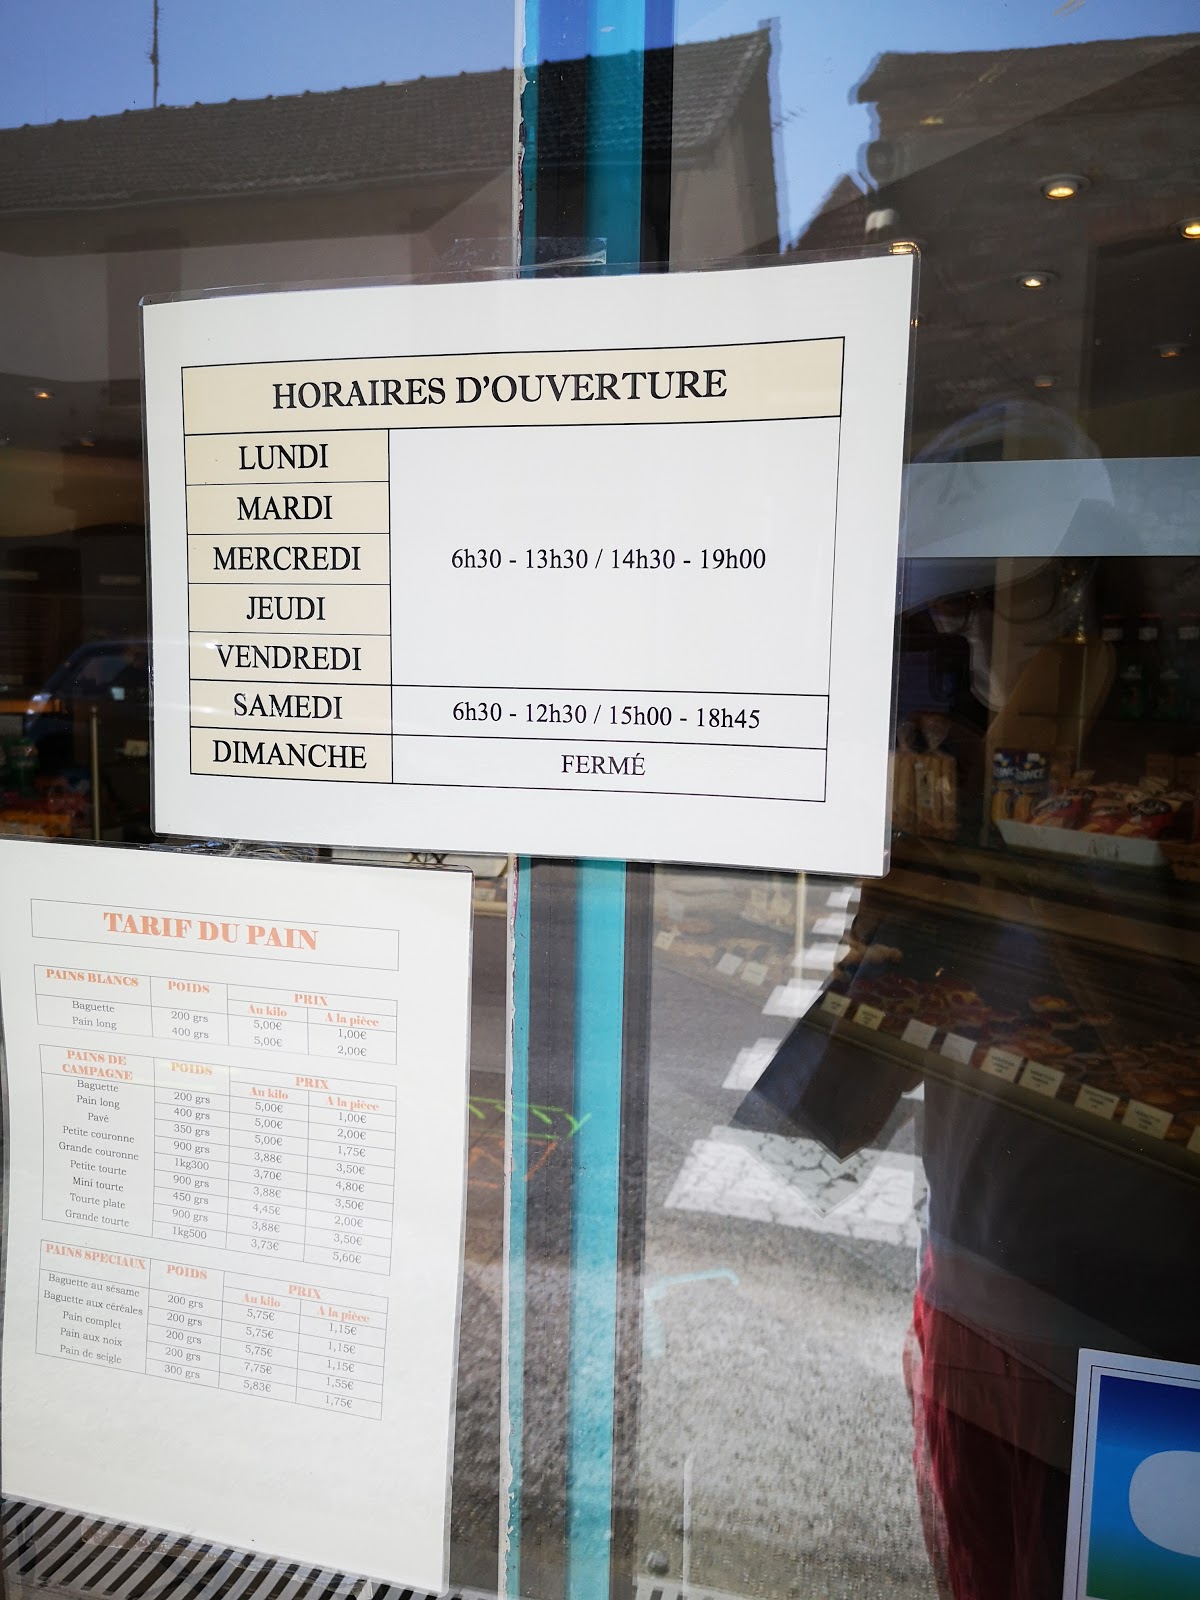 HORAIRES D'OUVERTURE
LUNDI
MARDI
MERCREDI 6h30 - 13h30 / 14h30 - 19h00
JEUDI
VENDREDI
SAMEDI 6h30 - 12h30 / 15h00 - 18h45
DIMANCHE FERMÉ
TARIF DU PAIN
PAINS BLANCS POIDS PRIX
Au kilo A la pièce
Baguette 200 grs 5,00€ 1,00€
Pain long 400 grs 5,00€ 2,00€
PAINS DE CAMPAGNE POIDS PRIX
Au kilo A la pièce
Baguette 200 grs 5,00€ 1,00€
Pain long 400 grs 5,00€ 2,00€
Pavé 350 grs 5,00€ 1,75€
Petite couronne 900 grs 3,88€ 3,50€
Grande couronne 1kg300 3,70€ 4,80€
Petite tourte 900 grs 3,88€ 3,50€
Mini tourte 450 grs 4,45€ 2,00€
Tourte plate 900 grs 3,88€ 3,50€
Grande tourte 1kg500 3,73€ 5,60€
PAINS SPECIAUX POIDS PRIX
Au kilo A la pièce
Baguette au sésame 200 grs 5,75€ 1,15€
Baguette aux céréales 200 grs 5,75€ 1,15€
Pain complet 200 grs 5,75€ 1,15€
Pain aux noix 200 grs 7,75€ 1,55€
Pain de seigle 300 grs 5,83€ 1,75€